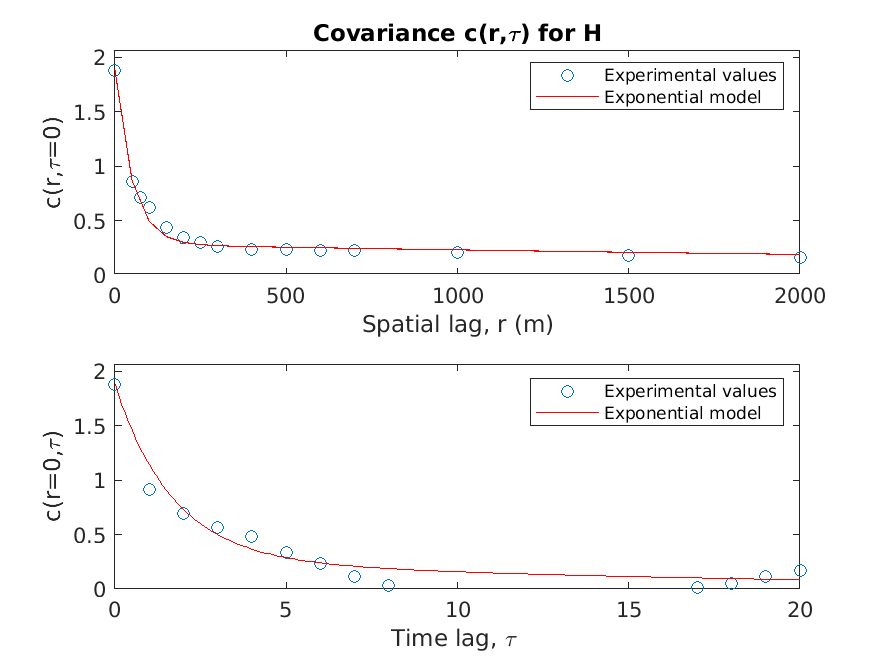 Covariance c(r,τ) for H
c(r,τ=0)
2
1.5
1
0.5
0
Experimental values
Exponential model
0 500 1000 1500 2000
Spatial lag, r (m)
c(r=0,τ)
2
1.5
1
0.5
0
Experimental values
Exponential model
0 5 10 15 20
Time lag, τ